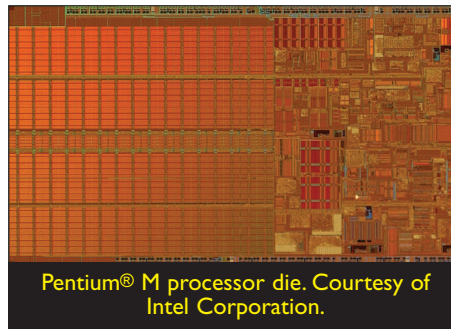 Pentium® M processor die. Courtesy of
Intel Corporation.